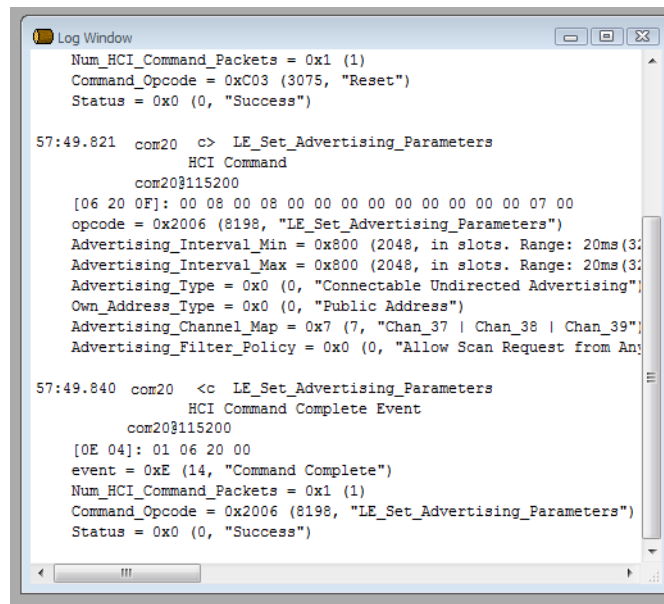 Log Window
Num_HCI_Command_Packets = 0x1 (1)
Command_Opcode = 0xC03 (3075, "Reset")
Status = 0x0 (0, "Success")
57:49.821 com20 c> LE_Set_Advertising_Parameters
HCI Command
com20@115200
[06 20 0F]: 00 08 00 08 00 00 00 00 00 00 00 00 00 07 00
opcode = 0x2006 (8198, "LE_Set_Advertising_Parameters")
Advertising_Interval_Min = 0x800 (2048, in slots. Range: 20ms(32
Advertising_Interval_Max = 0x800 (2048, in slots. Range: 20ms(32
Advertising_Type = 0x0 (0, "Connectable Undirected Advertising")
Own_Address_Type = 0x0 (0, "Public Address")
Advertising_Channel_Map = 0x7 (7, "Chan_37 | Chan_38 | Chan_39")
Advertising_Filter_Policy = 0x0 (0, "Allow Scan Request from Any
57:49.840 com20 <c LE_Set_Advertising_Parameters
HCI Command Complete Event
com20@115200
[0E 04]: 01 06 20 00
event = 0xE (14, "Command Complete")
Num_HCI_Command_Packets = 0x1 (1)
Command_Opcode = 0x2006 (8198, "LE_Set_Advertising_Parameters")
Status = 0x0 (0, "Success")